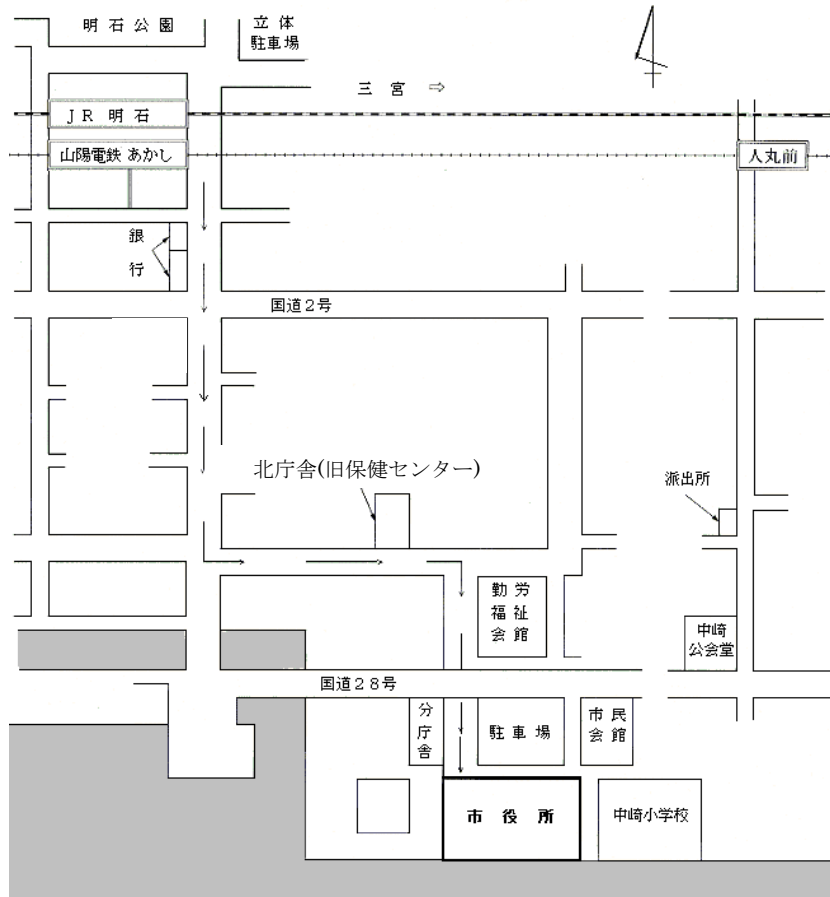 明石公園
立体
駐車場
三宮 ⇨
ＪＲ 明石
山陽電鉄 あかし
人丸前
銀
行
国道２号
北庁舎(旧保健センター)
派出所
勤労
福祉
会館
中崎
公会堂
国道２８号
分
庁
舎
駐車場
市民
会館
市役所
中崎小学校